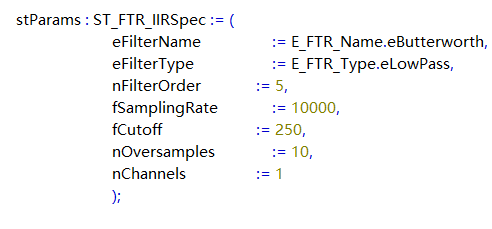 stParams : ST_FTR_IIRSpec := (
eFilterName := E_FTR_Name.eButterworth,
eFilterType := E_FTR_Type.eLowPass,
nFilterOrder := 5,
fSamplingRate := 10000,
fCutoff := 250,
nOversamples := 10,
nChannels := 1
);